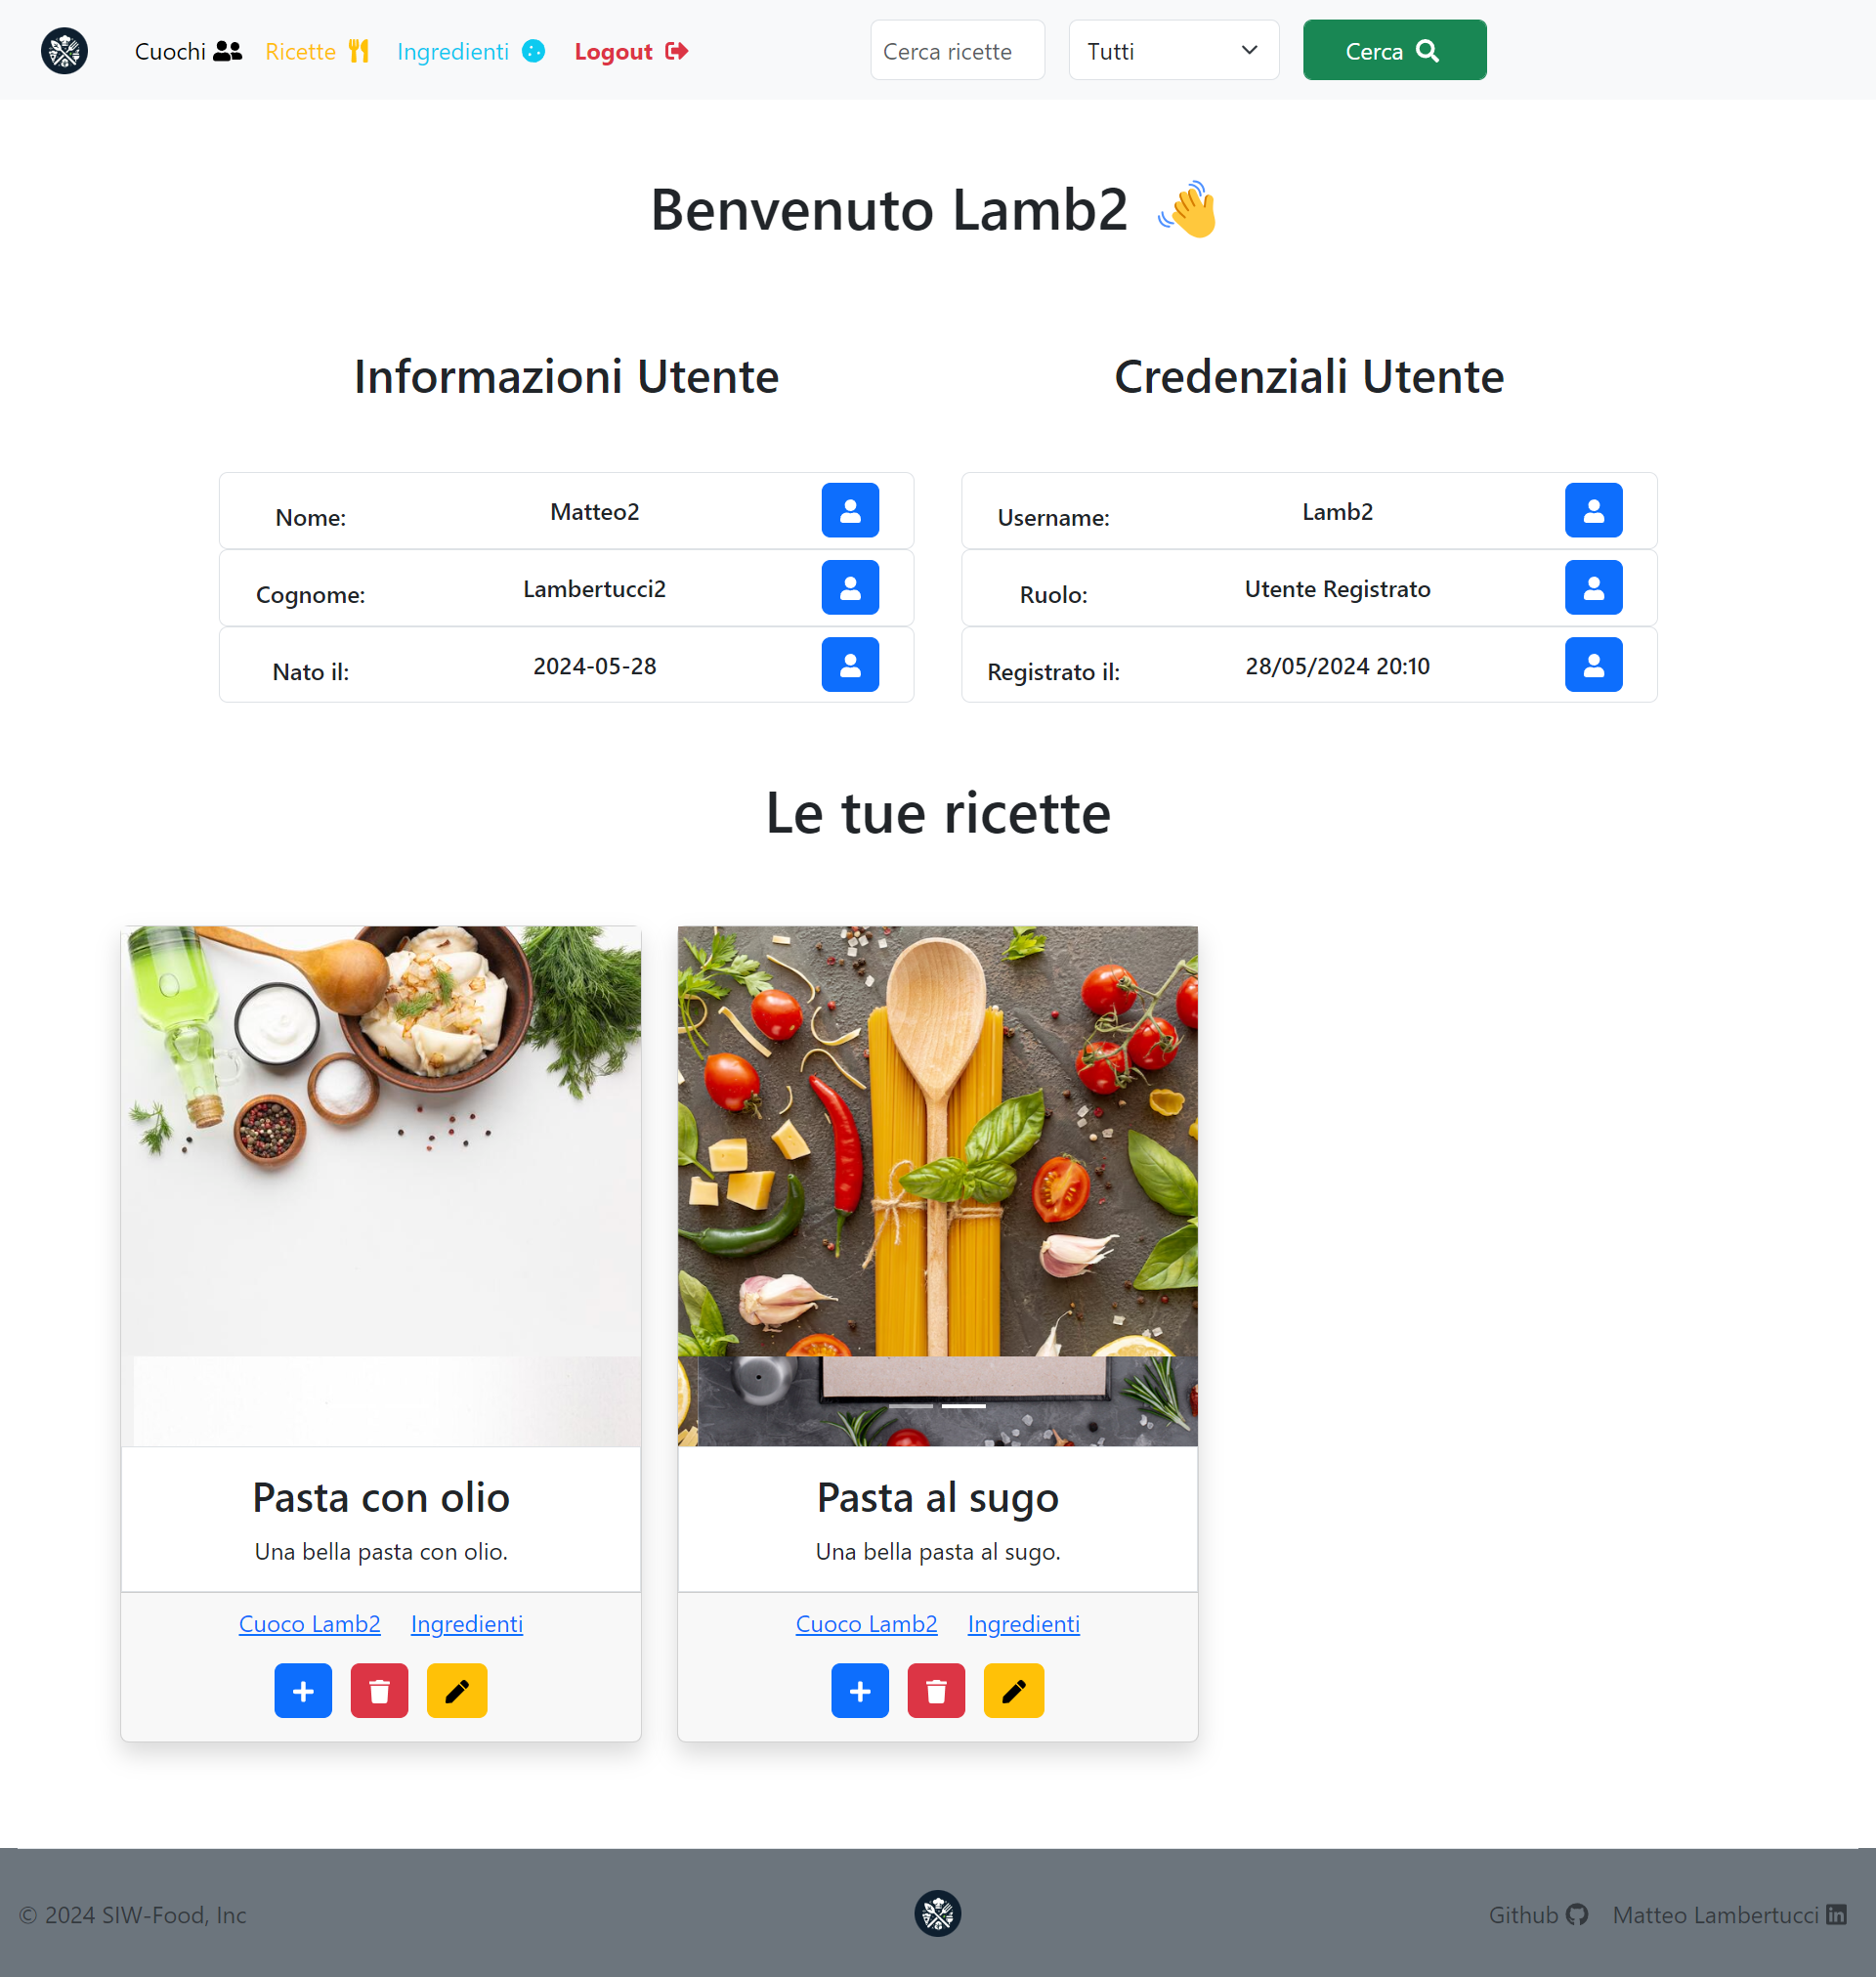 Cuochi Ricette Ingredienti Logout Cerca ricette Tutti Cerca
Benvenuto Lamb2 👋
Informazioni Utente
Nome: Matteo2
Cognome: Lambertucci2
Nato il: 2024-05-28
Credenziali Utente
Username: Lamb2
Ruolo: Utente Registrato
Registrato il: 28/05/2024 20:10
Le tue ricette
Pasta con olio
Una bella pasta con olio.
Cuoco Lamb2 Ingredienti
Pasta al sugo
Una bella pasta al sugo.
Cuoco Lamb2 Ingredienti
© 2024 SIW-Food, Inc Github Matteo Lambertucci